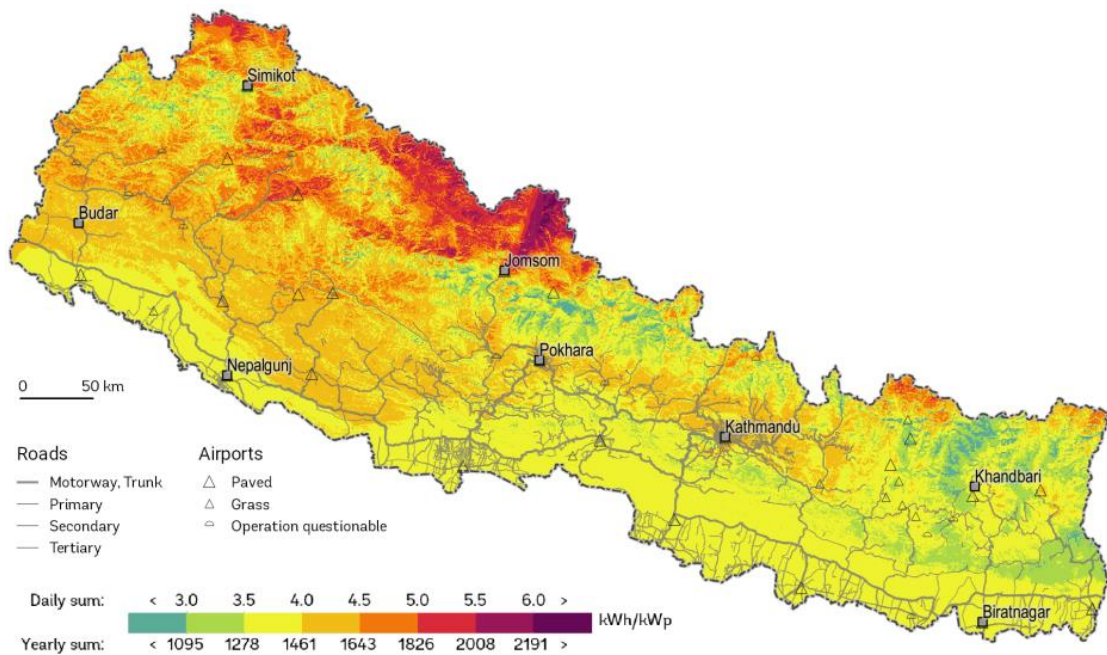 Simikot
Budar
Jomsom
Pokhara
Nepalgunj
0 50 km
Kathmandu
Khandbari
Roads
Motorway, Trunk
Primary
Secondary
Tertiary
Airports
Paved
Grass
Operation questionable
Biratnagar
Daily sum: < 3.0 3.5 4.0 4.5 5.0 5.5 6.0 >
kWh/kWp
Yearly sum: < 1095 1278 1461 1643 1826 2008 2191 >